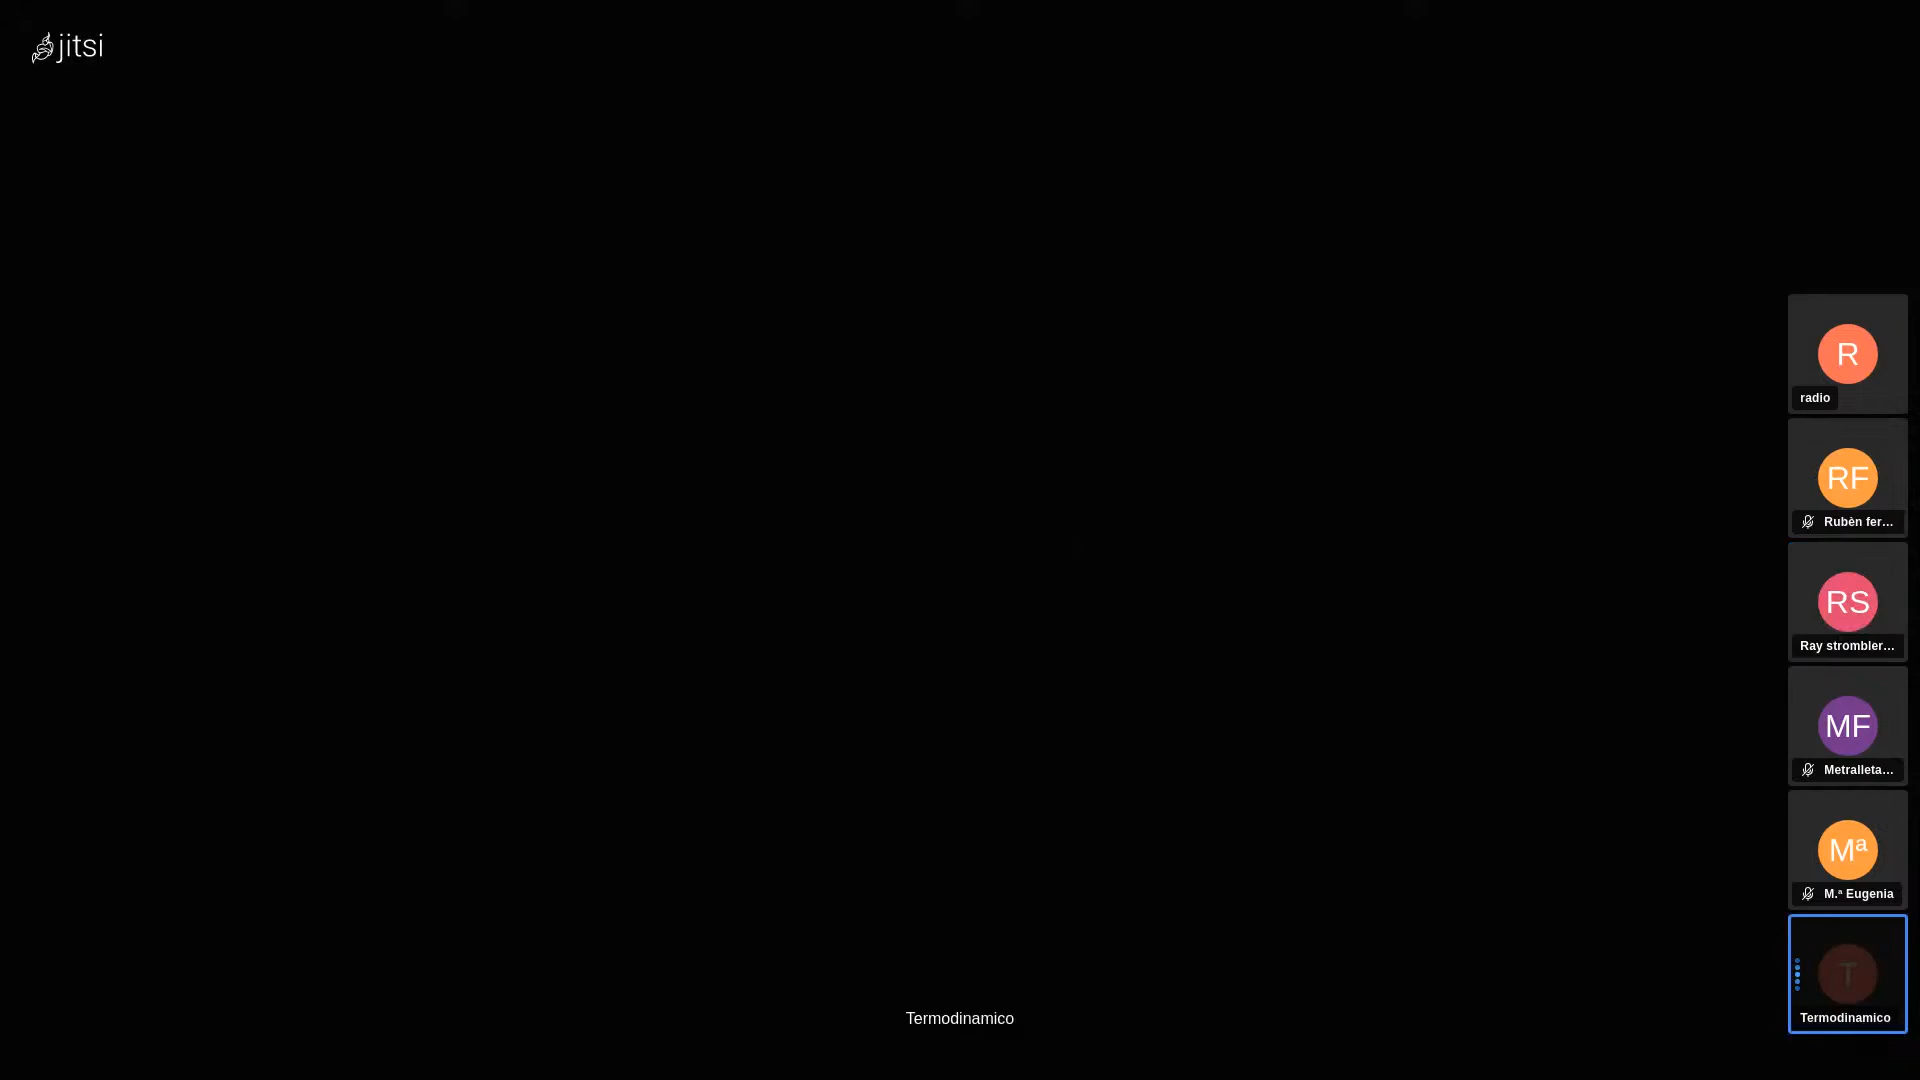 jitsi
R
radio
RF
Rubèn fer...
RS
Ray strombler...
MF
Metralleta...
Mª
M.ª Eugenia
T
Termodinamico
Termodinamico